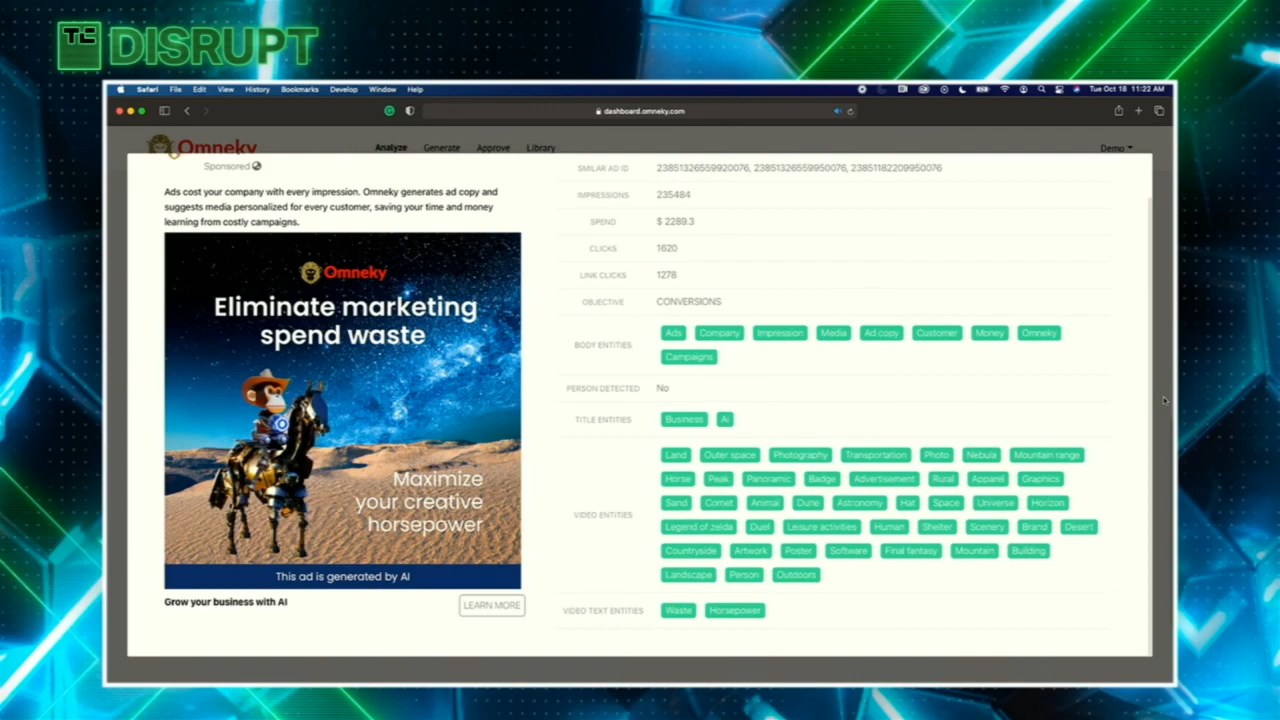 TC DISRUPT
Safari File Edit View History Bookmarks Develop Window Help Tue Oct 18 11:22 AM
dashboard.omneky.com
Omneky Analyze Generate Approve Library Demo
Sponsored
Ads cost your company with every impression. Omneky generates ad copy and
suggests media personalized for every customer, saving your time and money
learning from costly campaigns.
Omneky
Eliminate marketing
spend waste
Maximize
your creative
horsepower
This ad is generated by AI
Grow your business with AI LEARN MORE
SMILAR AD ID 23851326559920076, 23851326559950076, 23851182209950076
IMPRESSIONS 235484
SPEND $ 2289.3
CLICKS 1620
LINK CLICKS 1278
OBJECTIVE CONVERSIONS
BODY ENTITIES
Ads Company Impression Media Ad copy Customer Money Omneky
Campaigns
PERSON DETECTED No
TITLE ENTITIES Business Ai
VIDEO ENTITIES
Land Outer space Photography Transportation Photo Nebula Mountain range
Horse Peak Panoramic Badge Advertisement Rural Apparel Graphics
Sand Comet Animal Dune Astronomy Hat Space Universe Horizon
Legend of zelda Duel Leisure activities Human Shelter Scenery Brand Desert
Countryside Artwork Poster Software Final fantasy Mountain Building
Landscape Person Outdoors
VIDEO TEXT ENTITIES Waste Horsepower